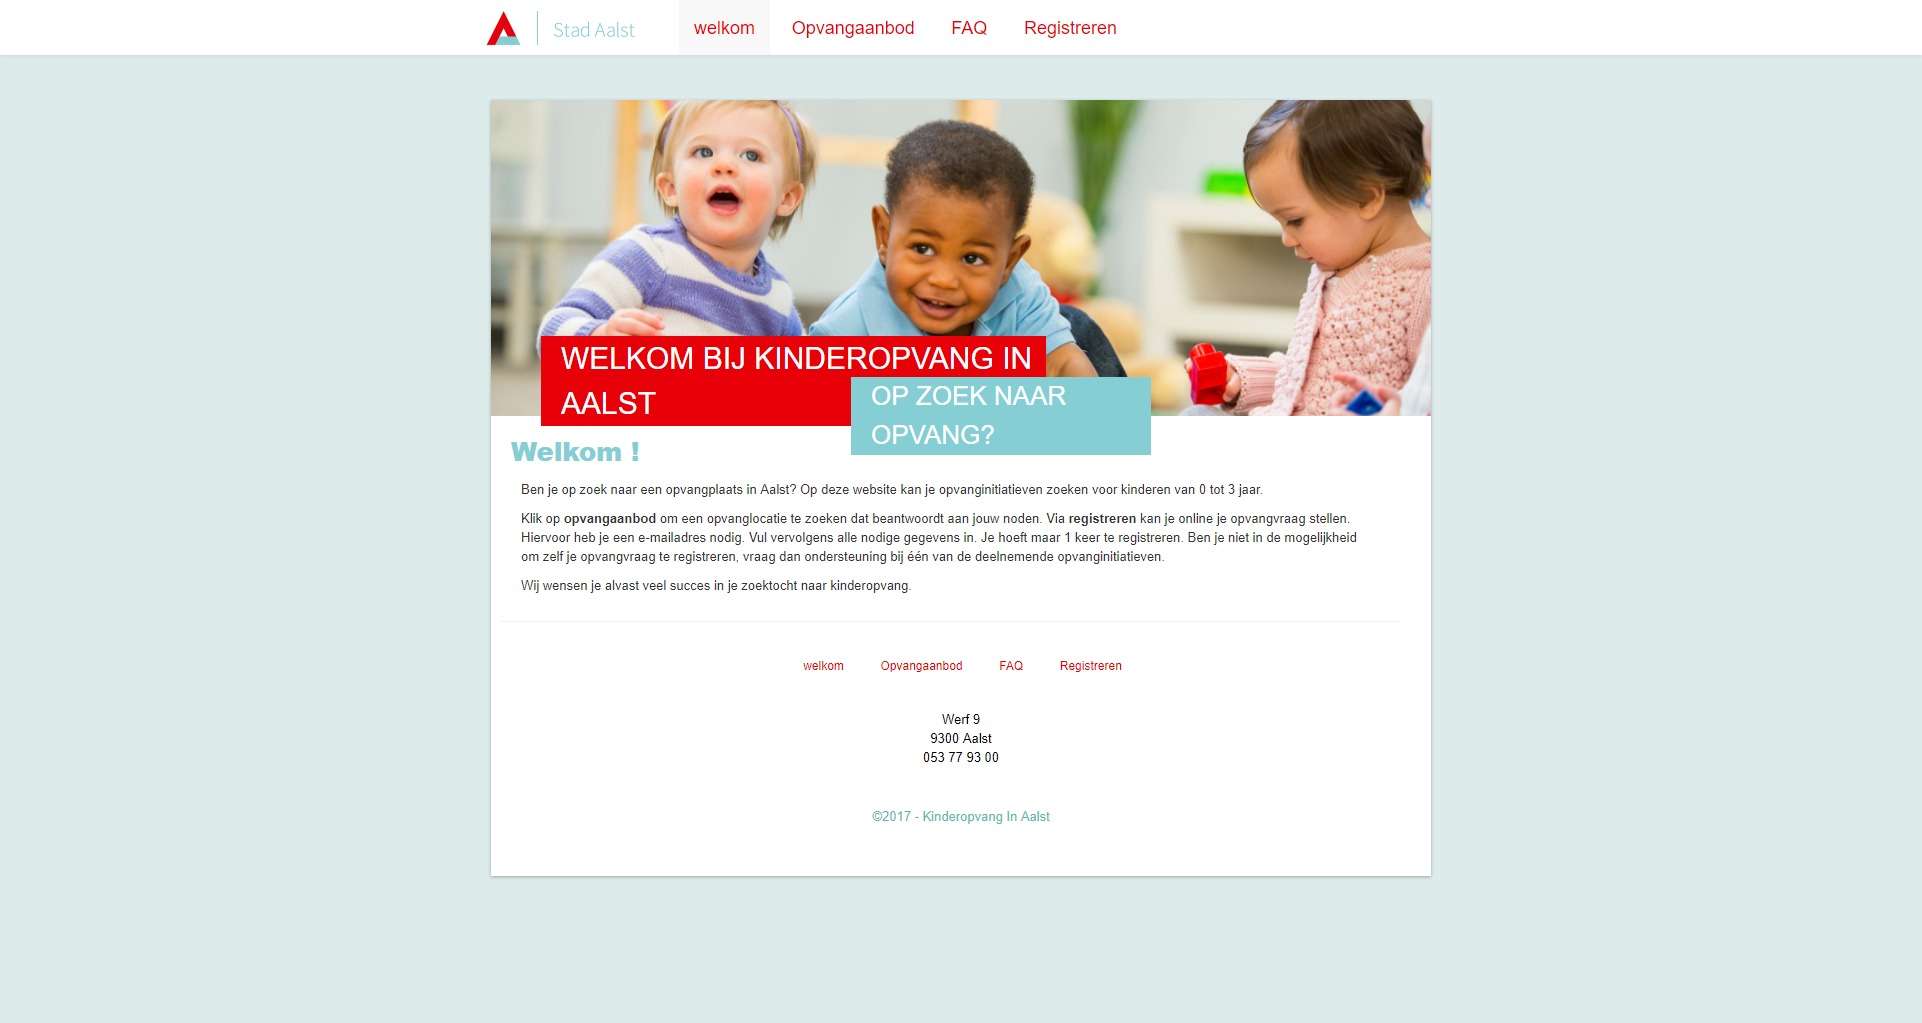 Stad Aalst
welkom
Opvangaanbod
FAQ
Registreren
WELKOM BIJ KINDEROPVANG IN
AALST
OP ZOEK NAAR
OPVANG?
Welkom !
Ben je op zoek naar een opvangplaats in Aalst? Op deze website kan je opvanginitiatieven zoeken voor kinderen van 0 tot 3 jaar.
Klik op opvangaanbod om een opvanglocatie te zoeken dat beantwoordt aan jouw noden. Via registreren kan je online je opvangvraag stellen.
Hiervoor heb je een e-mailadres nodig. Vul vervolgens alle nodige gegevens in. Je hoeft maar 1 keer te registreren. Ben je niet in de mogelijkheid
om zelf je opvangvraag te registreren, vraag dan ondersteuning bij één van de deelnemende opvanginitiatieven.
Wij wensen je alvast veel succes in je zoektocht naar kinderopvang.
welkom
Opvangaanbod
FAQ
Registreren
Werf 9
9300 Aalst
053 77 93 00
©2017 - Kinderopvang In Aalst